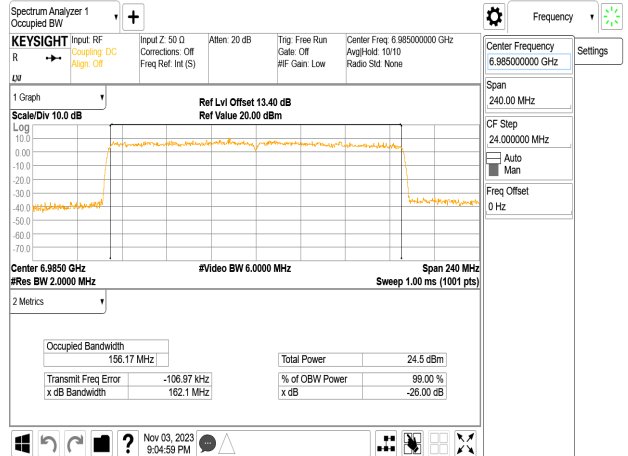 Spectrum Analyzer 1
Occupied BW
Frequency
KEYSIGHT
R
LXI
Input: RF
Coupling: DC
Align: Off
Input Z: 50 Ω
Corrections: Off
Freq Ref: Int (S)
Atten: 20 dB
Trig: Free Run
Gate: Off
#IF Gain: Low
Center Freq: 6.985000000 GHz
Avg|Hold: 10/10
Radio Std: None
Center Frequency
6.985000000 GHz
Settings
Span
240.00 MHz
CF Step
24.000000 MHz
Auto
Man
Freq Offset
0 Hz
1 Graph
Scale/Div 10.0 dB
Ref Lvl Offset 13.40 dB
Ref Value 20.00 dBm
Log
10.0
0.00
-10.0
-20.0
-30.0
-40.0
-50.0
-60.0
-70.0
Center 6.9850 GHz
#Res BW 2.0000 MHz
#Video BW 6.0000 MHz
Span 240 MHz
Sweep 1.00 ms (1001 pts)
2 Metrics
Occupied Bandwidth
156.17 MHz
Transmit Freq Error -106.97 kHz
x dB Bandwidth 162.1 MHz
Total Power 24.5 dBm
% of OBW Power 99.00 %
x dB -26.00 dB
?
Nov 03, 2023
9:04:59 PM